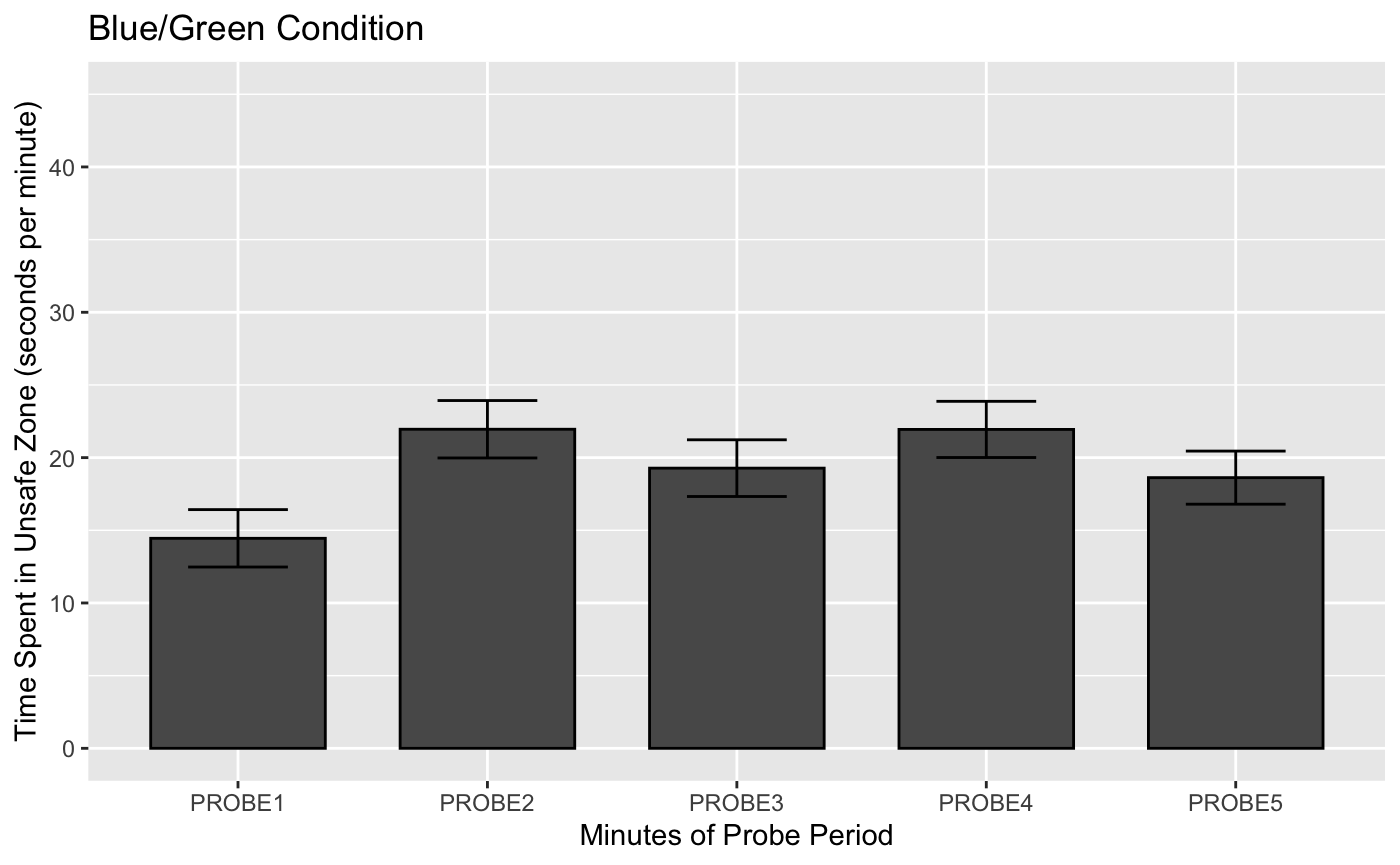 Blue/Green Condition
Time Spent in Unsafe Zone (seconds per minute)
40
30
20
10
0
PROBE1 PROBE2 PROBE3 PROBE4 PROBE5
Minutes of Probe Period